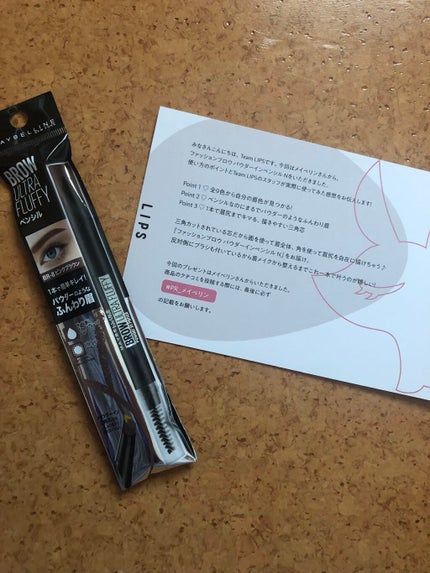 MAYBELLINE
BROW
ULTRA
FLUFFY
ペンシル
1本で簡単キレイ!
パウダーのような
ふんわり眉
LIPS
みなさんこんにちは、Team LIPSです。今回はメイベリンさんから、
ファッションブロウ パウダーインペンシル Nをいただきました。
使い方のポイントとTeam LIPSのスタッフが実際に使ってみた感想をお伝えします!
Point 1 ♡ 全9色から自分の眉色が見つかる!
Point 2 ♡ ペンシルなのにまるでパウダーのようなふんわり眉
Point 3 ♡ 1本で眉尻までキマる、描きやすい三角芯
三角カットされている芯だから面を使って眉全体、角を使って眉尻を自在に描けちゃう♪
「ファッションブロウ パウダーインペンシル N」をお届け。
反対側にブラシも付いているから眉メイクから整えるまでこれ一本で叶うのが嬉しい!
今回のプレゼントはメイベリンさんからいただきました。
商品のクチコミを投稿する際には、最後に必ず
#PR_メイベリン
の記載をお願いします。